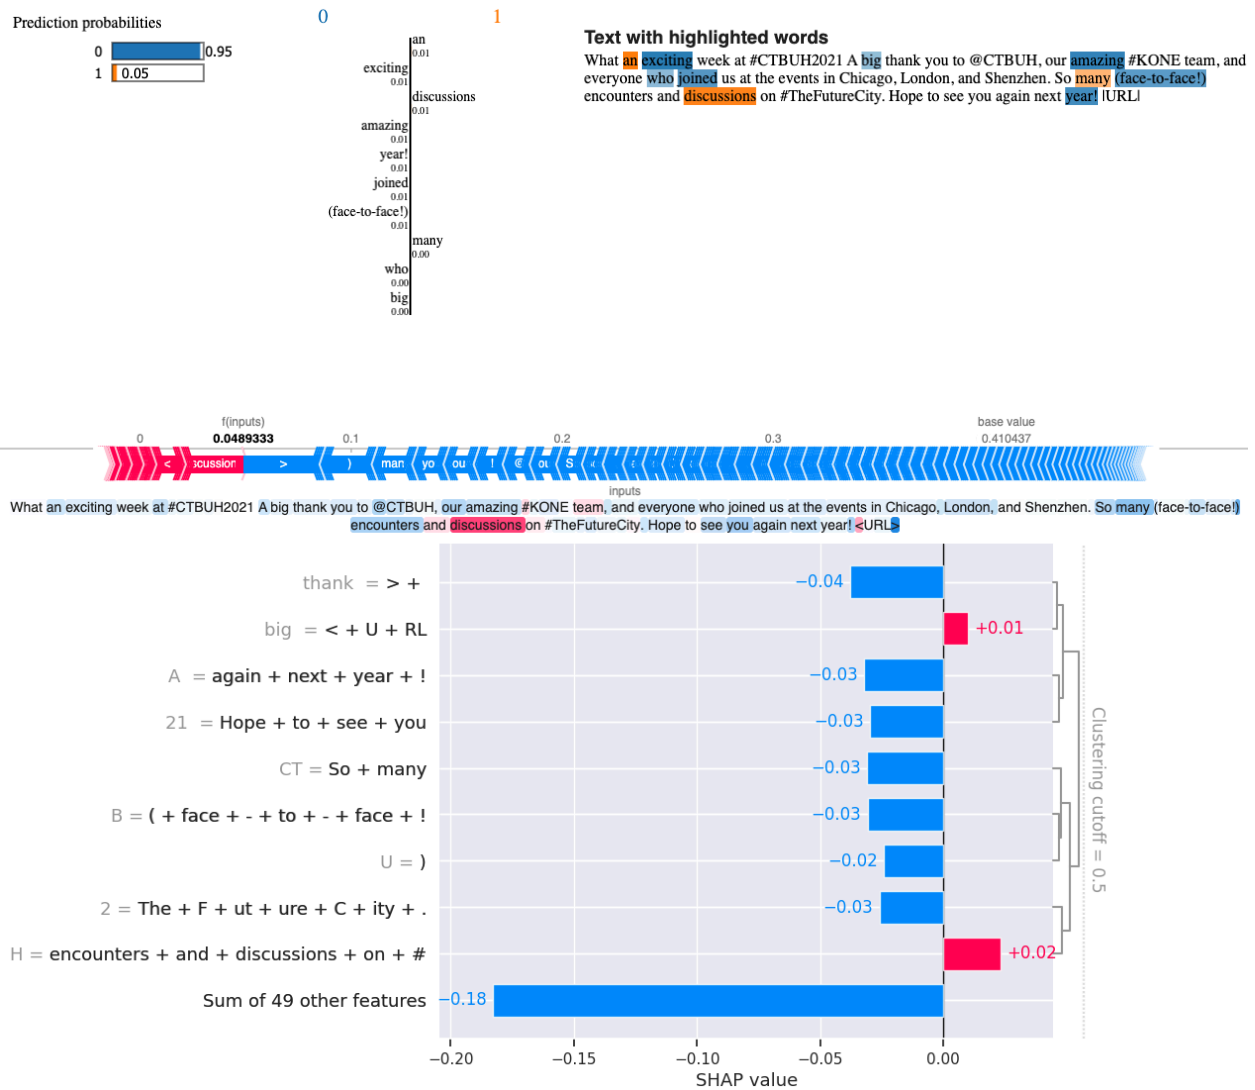 Prediction probabilities
0 0.95
1 0.05
0 1
an
0.01
exciting
0.01
discussions
0.01
amazing
0.01
year!
0.01
joined
0.01
(face-to-face!)
0.01
many
0.00
who
0.00
big
0.00
Text with highlighted words
What an exciting week at #CTBUH2021 A big thank you to @CTBUH, our amazing #KONE team, and
everyone who joined us at the events in Chicago, London, and Shenzhen. So many (face-to-face!)
encounters and discussions on #TheFutureCity. Hope to see you again next year! |URL|
f(inputs) base value
0 0.0489333 0.1 0.2 0.3 0.410437
< scussion > ) man yo ou ! @ ou S
inputs
What an exciting week at #CTBUH2021 A big thank you to @CTBUH, our amazing #KONE team, and everyone who joined us at the events in Chicago, London, and Shenzhen. So many (face-to-face!)
encounters and discussions on #TheFutureCity. Hope to see you again next year! <URL>
thank = > + −0.04
big = < + U + RL +0.01
A = again + next + year + ! −0.03
21 = Hope + to + see + you −0.03
CT = So + many −0.03
B = ( + face + - + to + - + face + ! −0.03
U = ) −0.02
2 = The + F + ut + ure + C + ity + . −0.03
H = encounters + and + discussions + on + # +0.02
Sum of 49 other features −0.18
Clustering cutoff = 0.5
−0.20 −0.15 −0.10 −0.05 0.00
SHAP value